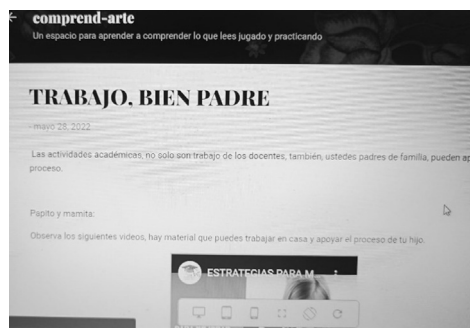 comprend-arte
Un espacio para aprender a comprender lo que lees jugado y practicando
TRABAJO, BIEN PADRE
- mayo 28, 2022
Las actividades académicas, no solo son trabajo de los docentes, también, ustedes padres de familia, pueden
proceso.
Papito y mamita:
Observa los siguientes videos, hay material que puedes trabajar en casa y apoyar el proceso de tu hijo.
ESTRATEGIAS PARA M